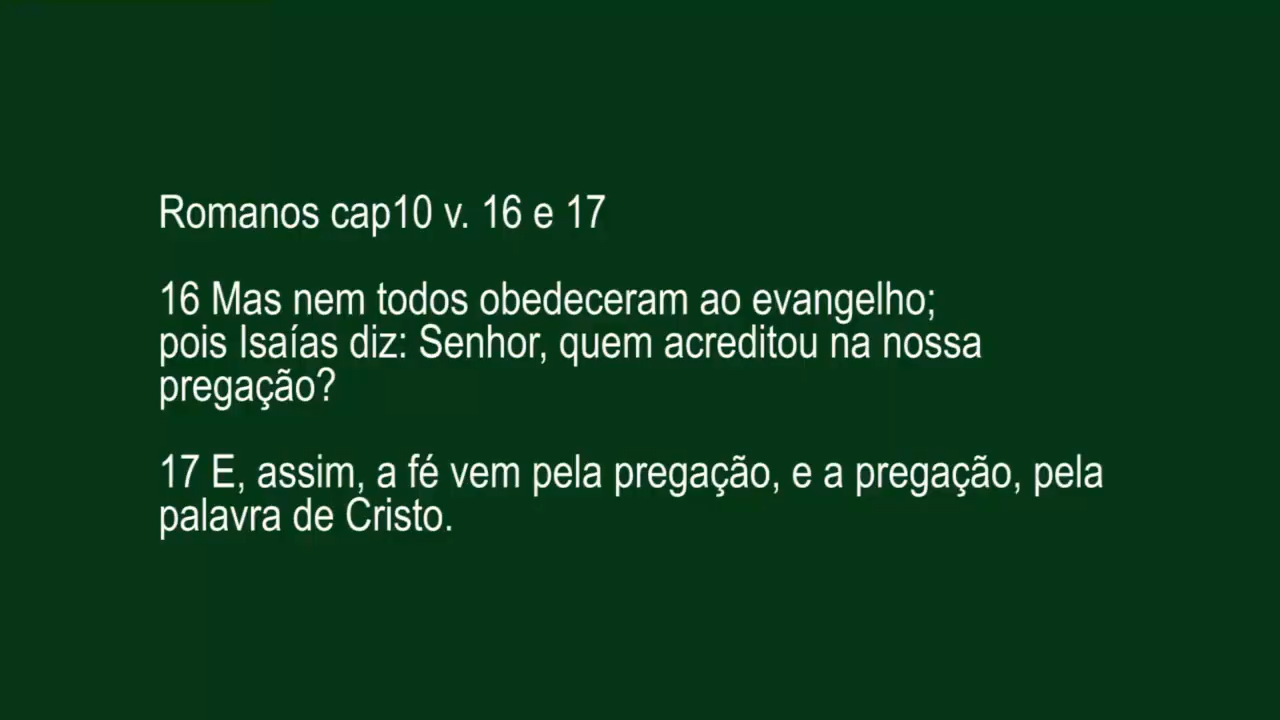 Romanos cap10 v. 16 e 17
16 Mas nem todos obedeceram ao evangelho;
pois Isaías diz: Senhor, quem acreditou na nossa
pregação?
17 E, assim, a fé vem pela pregação, e a pregação, pela
palavra de Cristo.